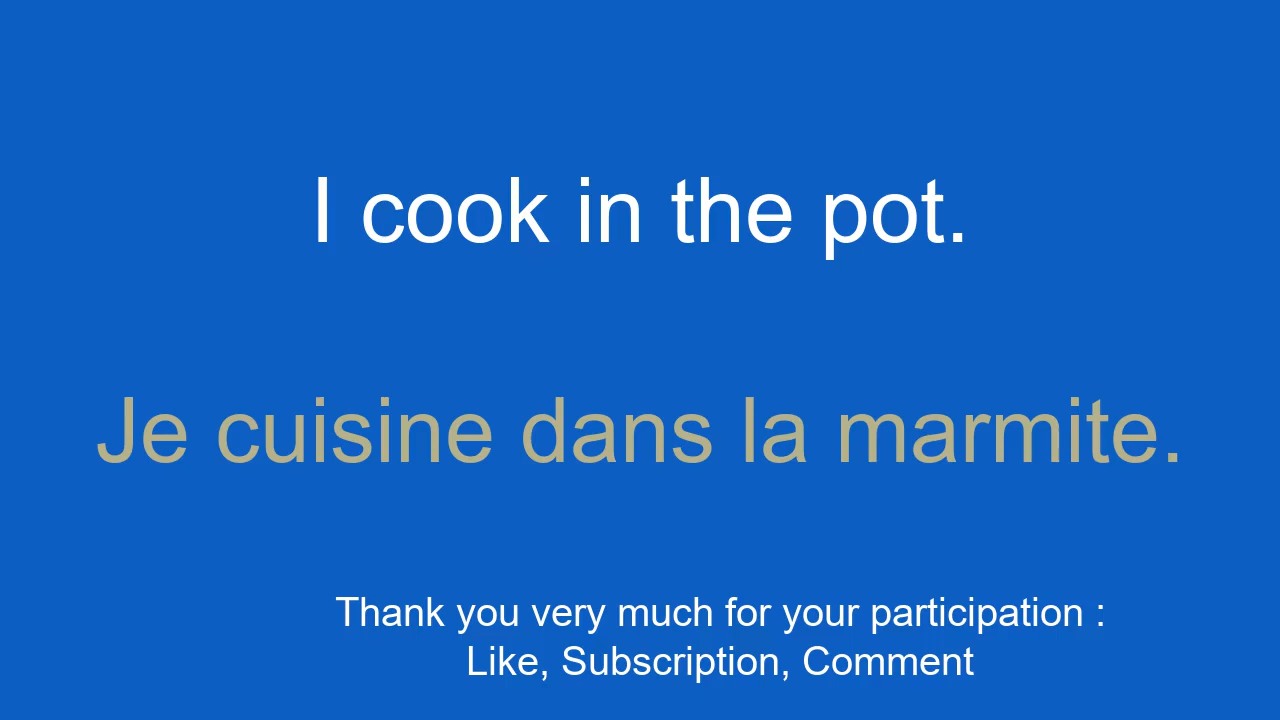 I cook in the pot.
Je cuisine dans la marmite.
Thank you very much for your participation :
Like, Subscription, Comment